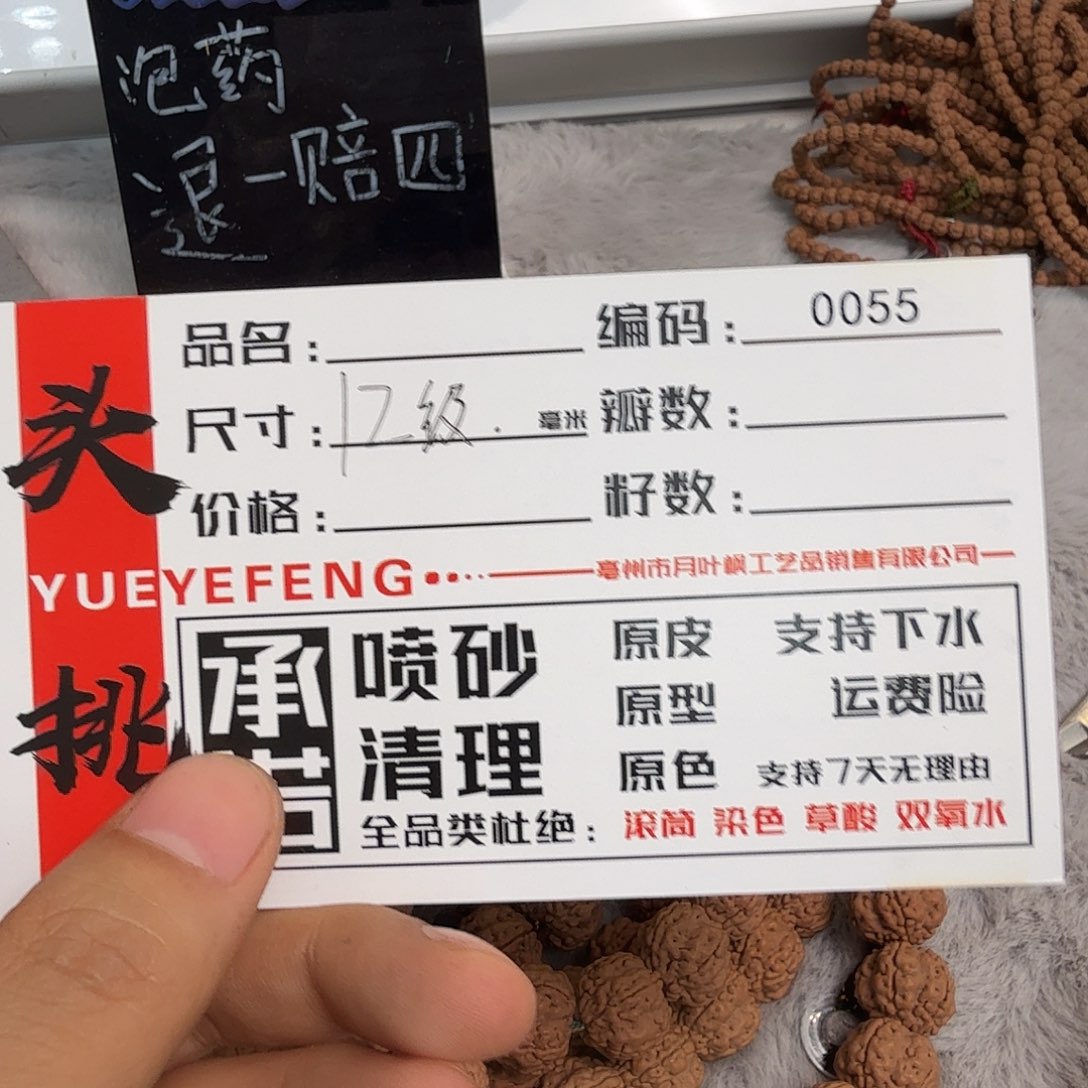 泡药
退一赔四
头挑
品名：
编码：0055
尺寸：12级. 毫米
瓣数：
价格：
籽数：
YUEYEFENG
亳州市月叶枫工艺品销售有限公司
承诺
喷砂
清理
原皮 支持下水
原型 运费险
原色 支持7天无理由
全品类杜绝：滚筒 染色 草酸 双氧水